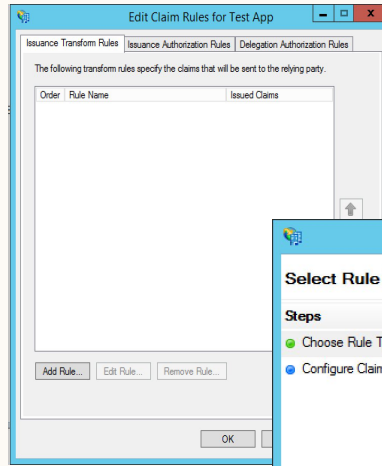 Edit Claim Rules for Test App
Issuance Transform Rules Issuance Authorization Rules Delegation Authorization Rules
The following transform rules specify the claims that will be sent to the relying party.
Order Rule Name Issued Claims
Add Rule... Edit Rule... Remove Rule...
OK
Select Rule
Steps
Choose Rule T
Configure Claim